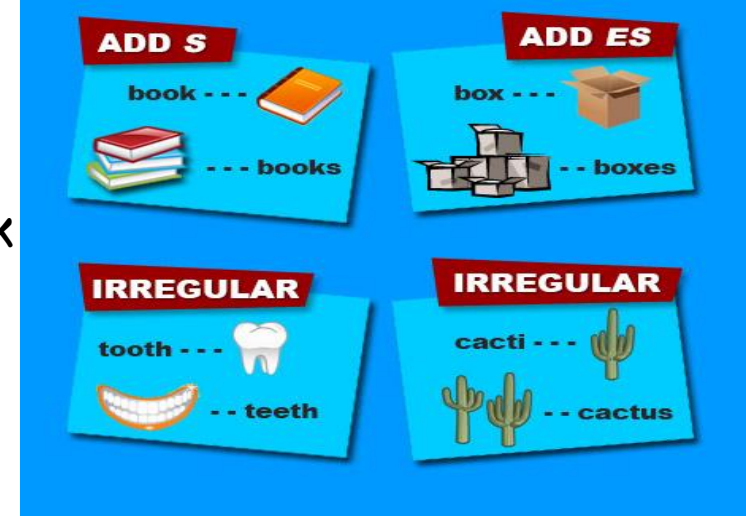 ADD S
book - - -
- - - books
ADD ES
box - - -
- - boxes
IRREGULAR
tooth - - -
- - teeth
IRREGULAR
cacti - - -
- - cactus